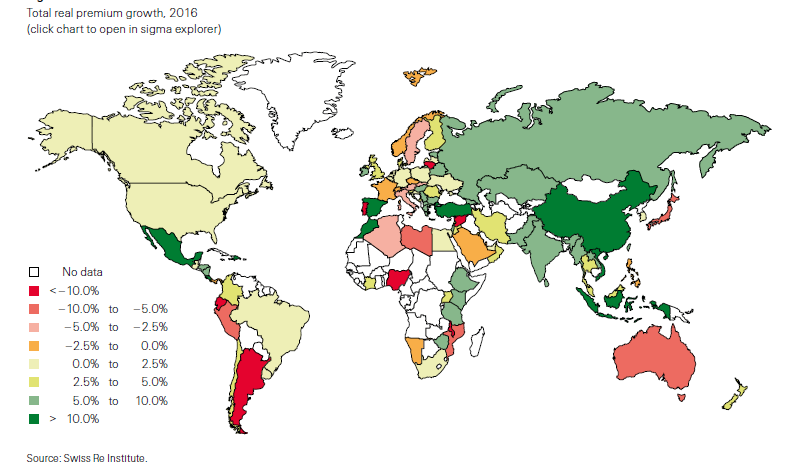 Total real premium growth, 2016
(click chart to open in sigma explorer)
No data
< –10.0%
–10.0% to –5.0%
–5.0% to –2.5%
–2.5% to 0.0%
0.0% to 2.5%
2.5% to 5.0%
5.0% to 10.0%
> 10.0%
Source: Swiss Re Institute.